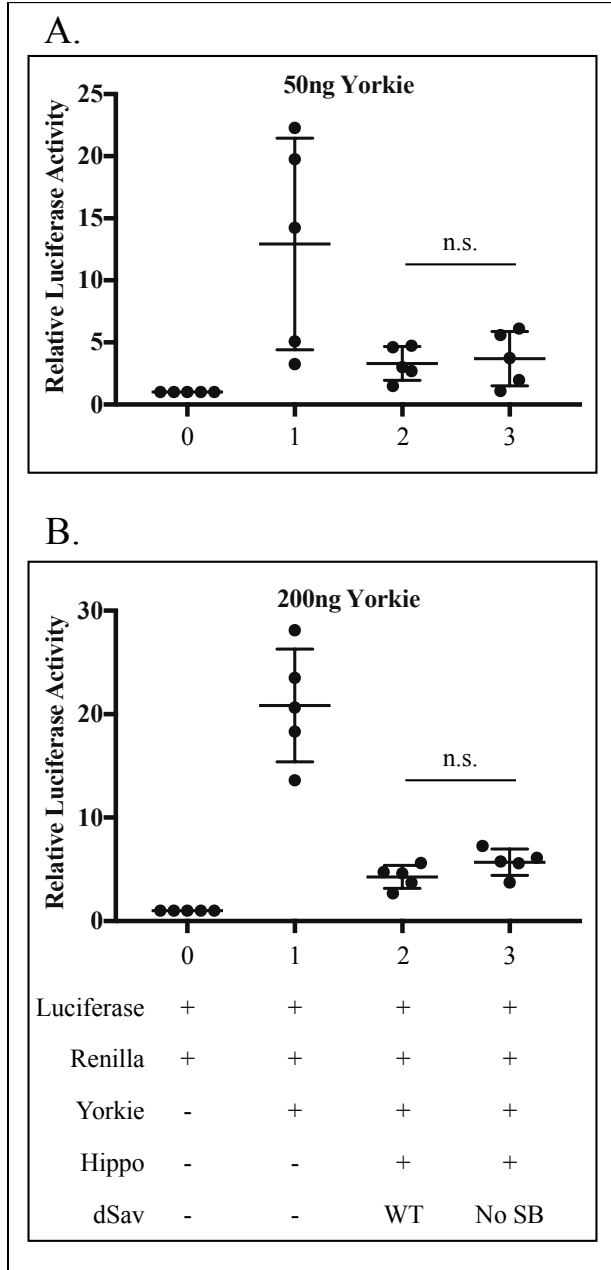 A.
50ng Yorkie
Relative Luciferase Activity
25
20
15
10
5
0
n.s.
0 1 2 3
B.
200ng Yorkie
Relative Luciferase Activity
30
20
10
0
n.s.
0 1 2 3
Luciferase + + + +
Renilla + + + +
Yorkie - + + +
Hippo - - + +
dSav - - WT No SB